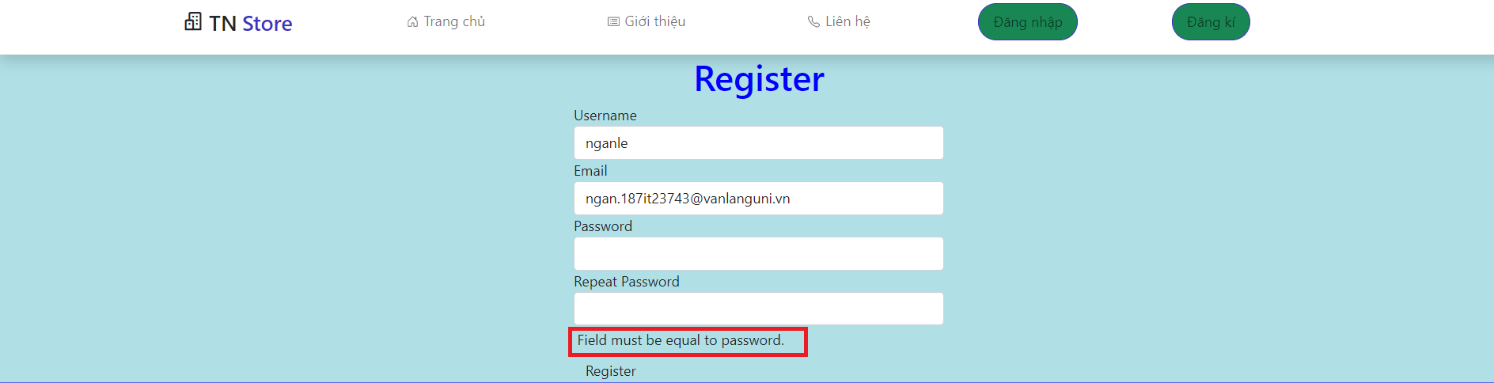 TN Store Trang chủ Giới thiệu Liên hệ Đăng nhập Đăng kí
Register
Username
nganle
Email
ngan.187it23743@vanlanguni.vn
Password
Repeat Password
Field must be equal to password.
Register